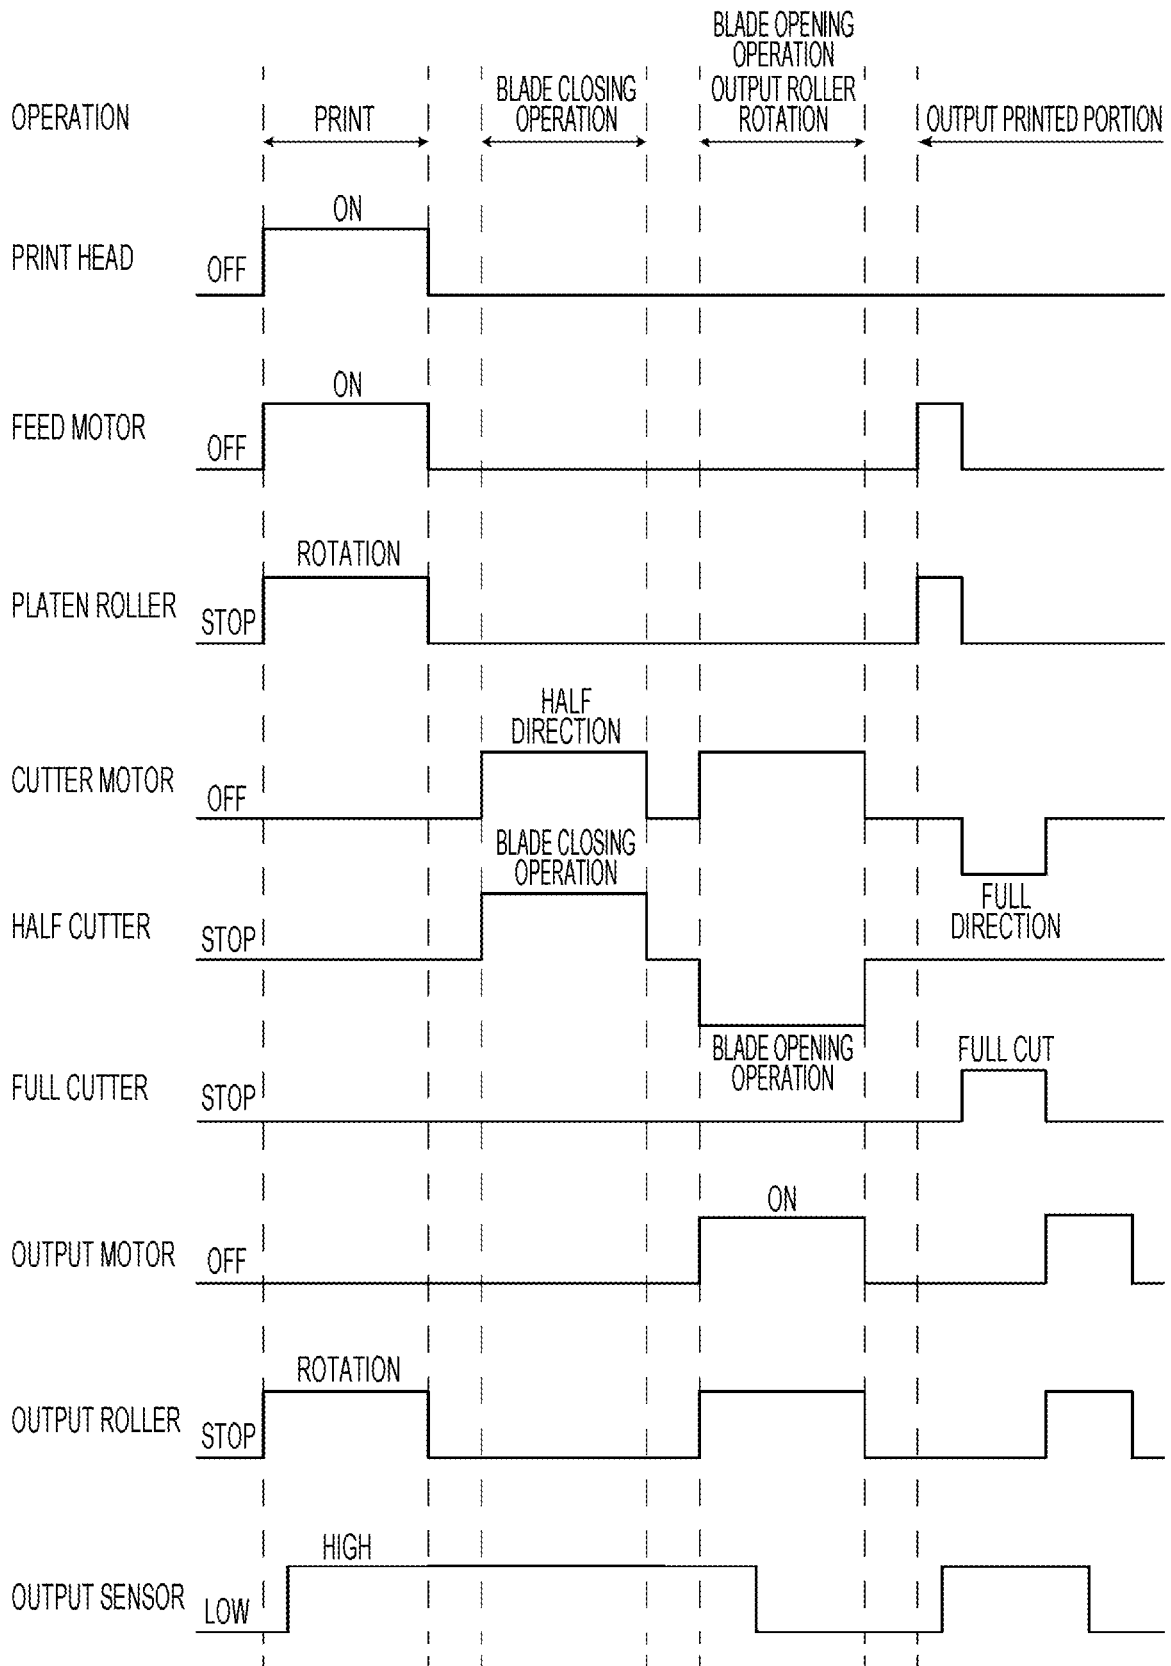 BLADE OPENING
OPERATION
OUTPUT ROLLER
ROTATION
BLADE CLOSING
OPERATION
OPERATION
PRINT
OUTPUT PRINTED PORTION
ON
PRINT HEAD
OFF
ON
FEED MOTOR
OFF
ROTATION
PLATEN ROLLER
STOP
HALF
DIRECTION
CUTTER MOTOR
OFF
BLADE CLOSING
OPERATION
FULL
DIRECTION
HALF CUTTER
STOP
BLADE OPENING
OPERATION
FULL CUT
FULL CUTTER
STOP
ON
OUTPUT MOTOR
OFF
ROTATION
OUTPUT ROLLER
STOP
HIGH
OUTPUT SENSOR
LOW